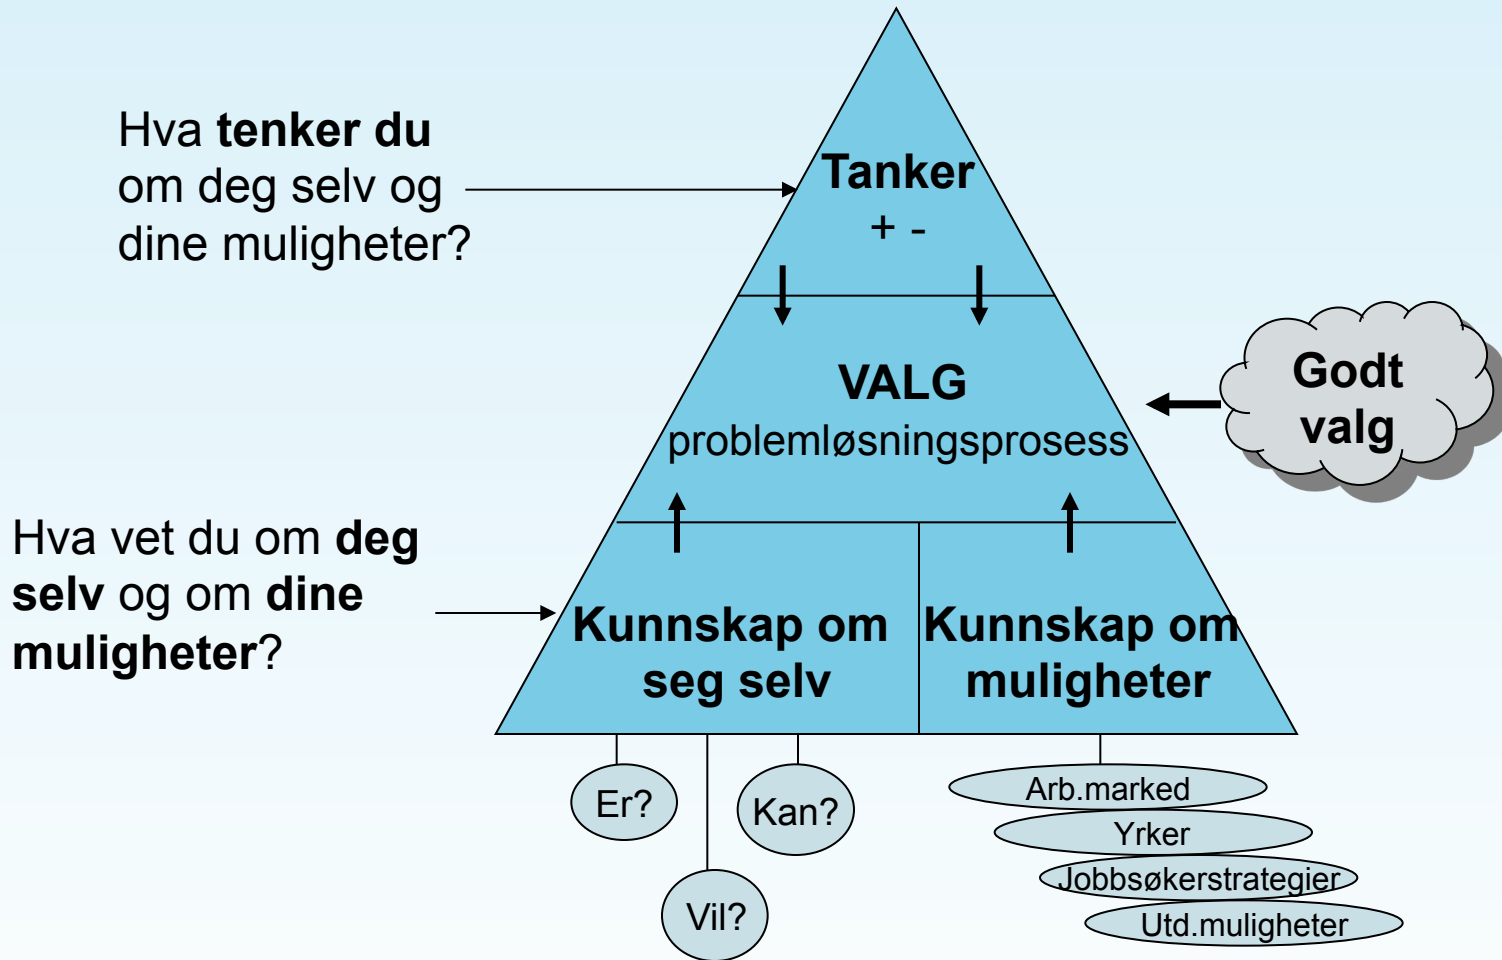 Hva tenker du
om deg selv og
dine muligheter?
Tanker
+ -
VALG
problemløsningsprosess
Godt
valg
Hva vet du om deg
selv og om dine
muligheter?
Kunnskap om
seg selv
Kunnskap om
muligheter
Er?
Vil?
Kan?
Arb.marked
Yrker
Jobbsøkerstrategier
Utd.muligheter